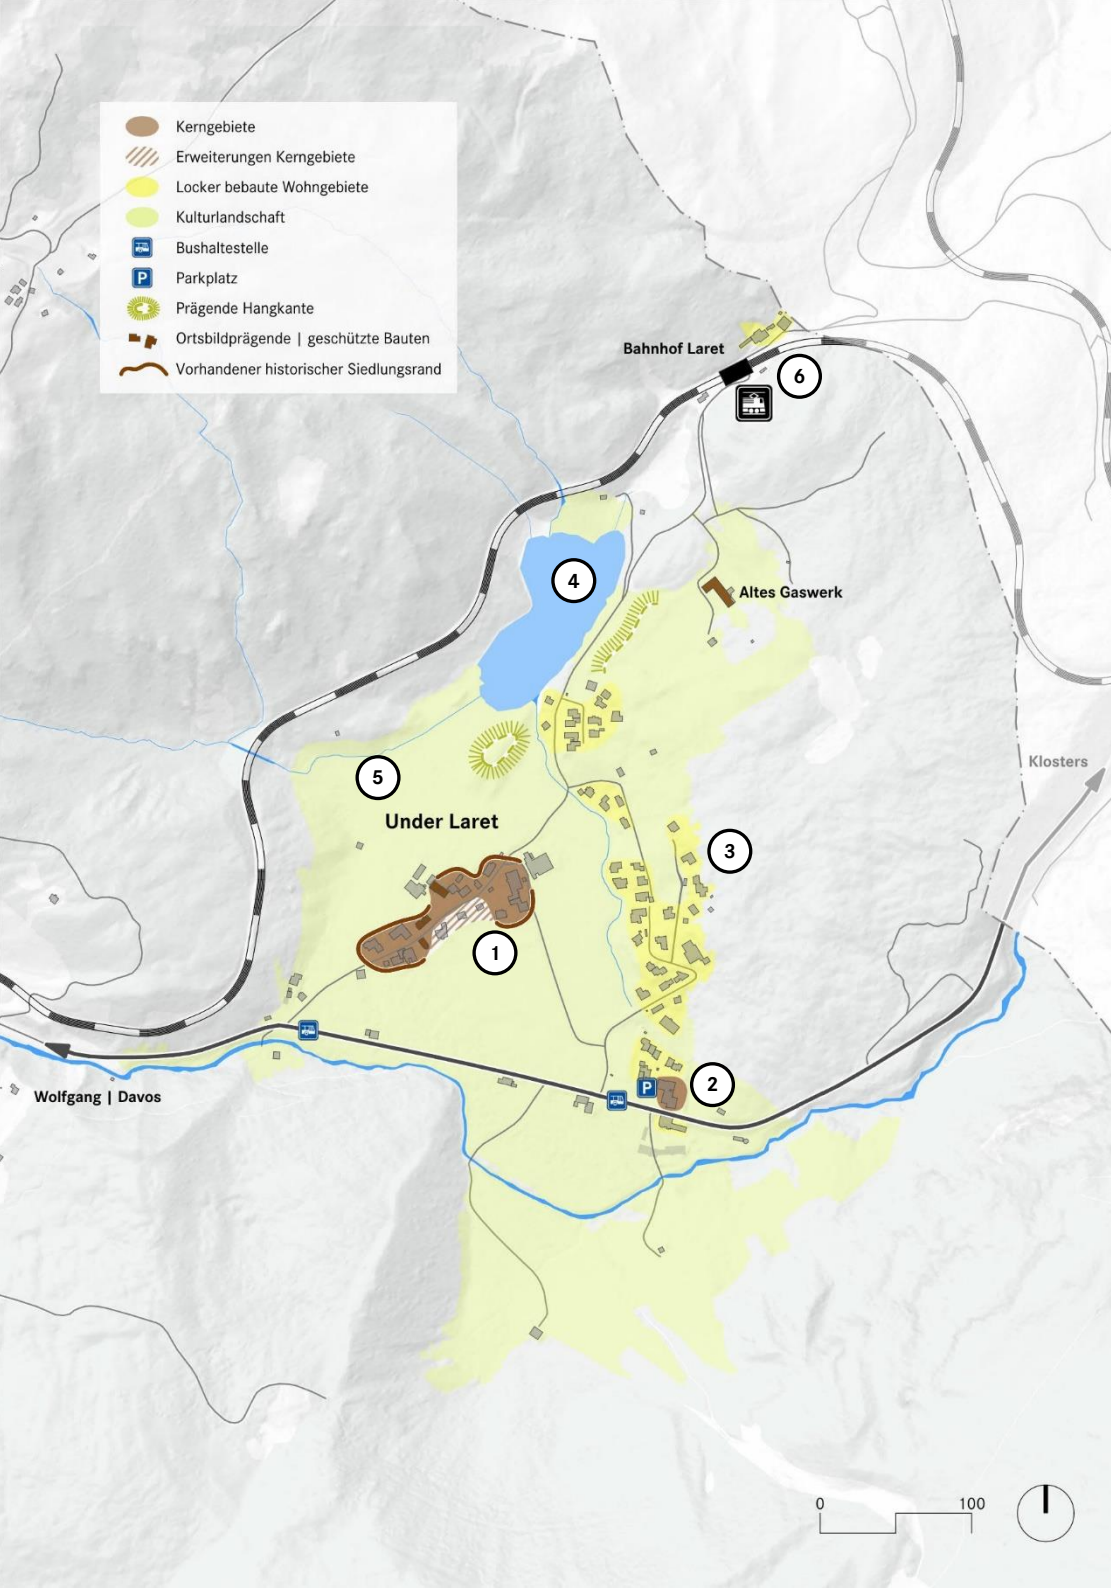 Kerngebiete
Erweiterungen Kerngebiete
Locker bebaute Wohngebiete
Kulturlandschaft
Bushaltestelle
P Parkplatz
Prägende Hangkante
Ortsbildprägende | geschützte Bauten
Vorhandener historischer Siedlungsrand
Bahnhof Laret
6
4
Altes Gaswerk
Klosters
5
Under Laret
3
1
P
2
Wolfgang | Davos
0 100